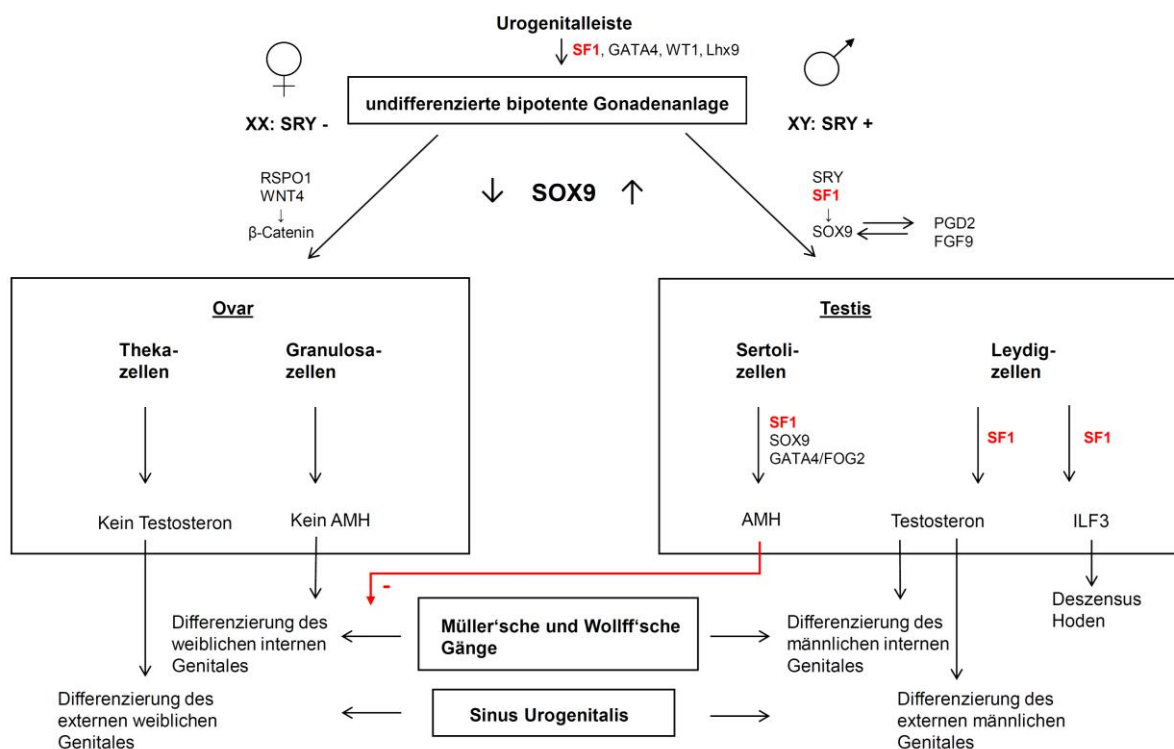 Urogenitalleiste
SF1, GATA4, WT1, Lhx9
undifferenzierte bipotente Gonadenanlage
XX: SRY -
XY: SRY +
RSPO1
WNT4
↓
β-Catenin
↓ SOX9 ↑
SRY
SF1
↓
SOX9
PGD2
FGF9
Ovar
Theka-
zellen
Granulosa-
zellen
Kein Testosteron
Kein AMH
Testis
Sertoli-
zellen
Leydig-
zellen
SF1
SOX9
GATA4/FOG2
SF1
SF1
AMH
Testosteron
ILF3
-
Differenzierung des
weiblichen internen
Genitales
Müller‘sche und Wollff‘sche
Gänge
Differenzierung des
männlichen internen
Genitales
Deszensus
Hoden
Differenzierung des
externen weiblichen
Genitales
Sinus Urogenitalis
Differenzierung des
externen männlichen
Genitales